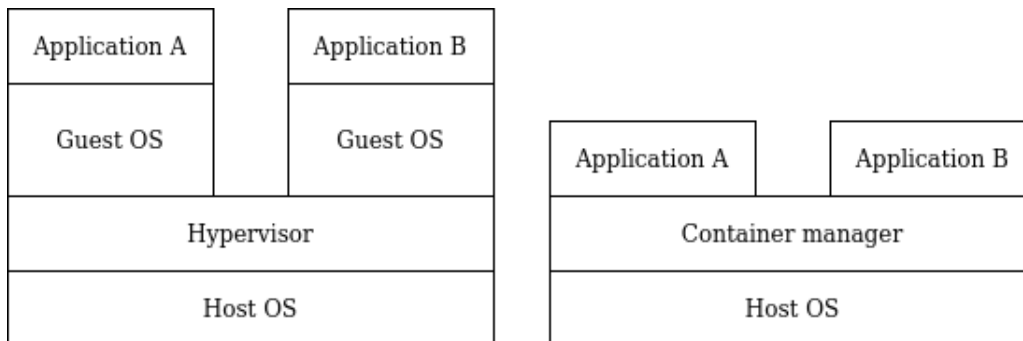 Application A
Application B
Guest OS
Guest OS
Hypervisor
Host OS
Application A
Application B
Container manager
Host OS